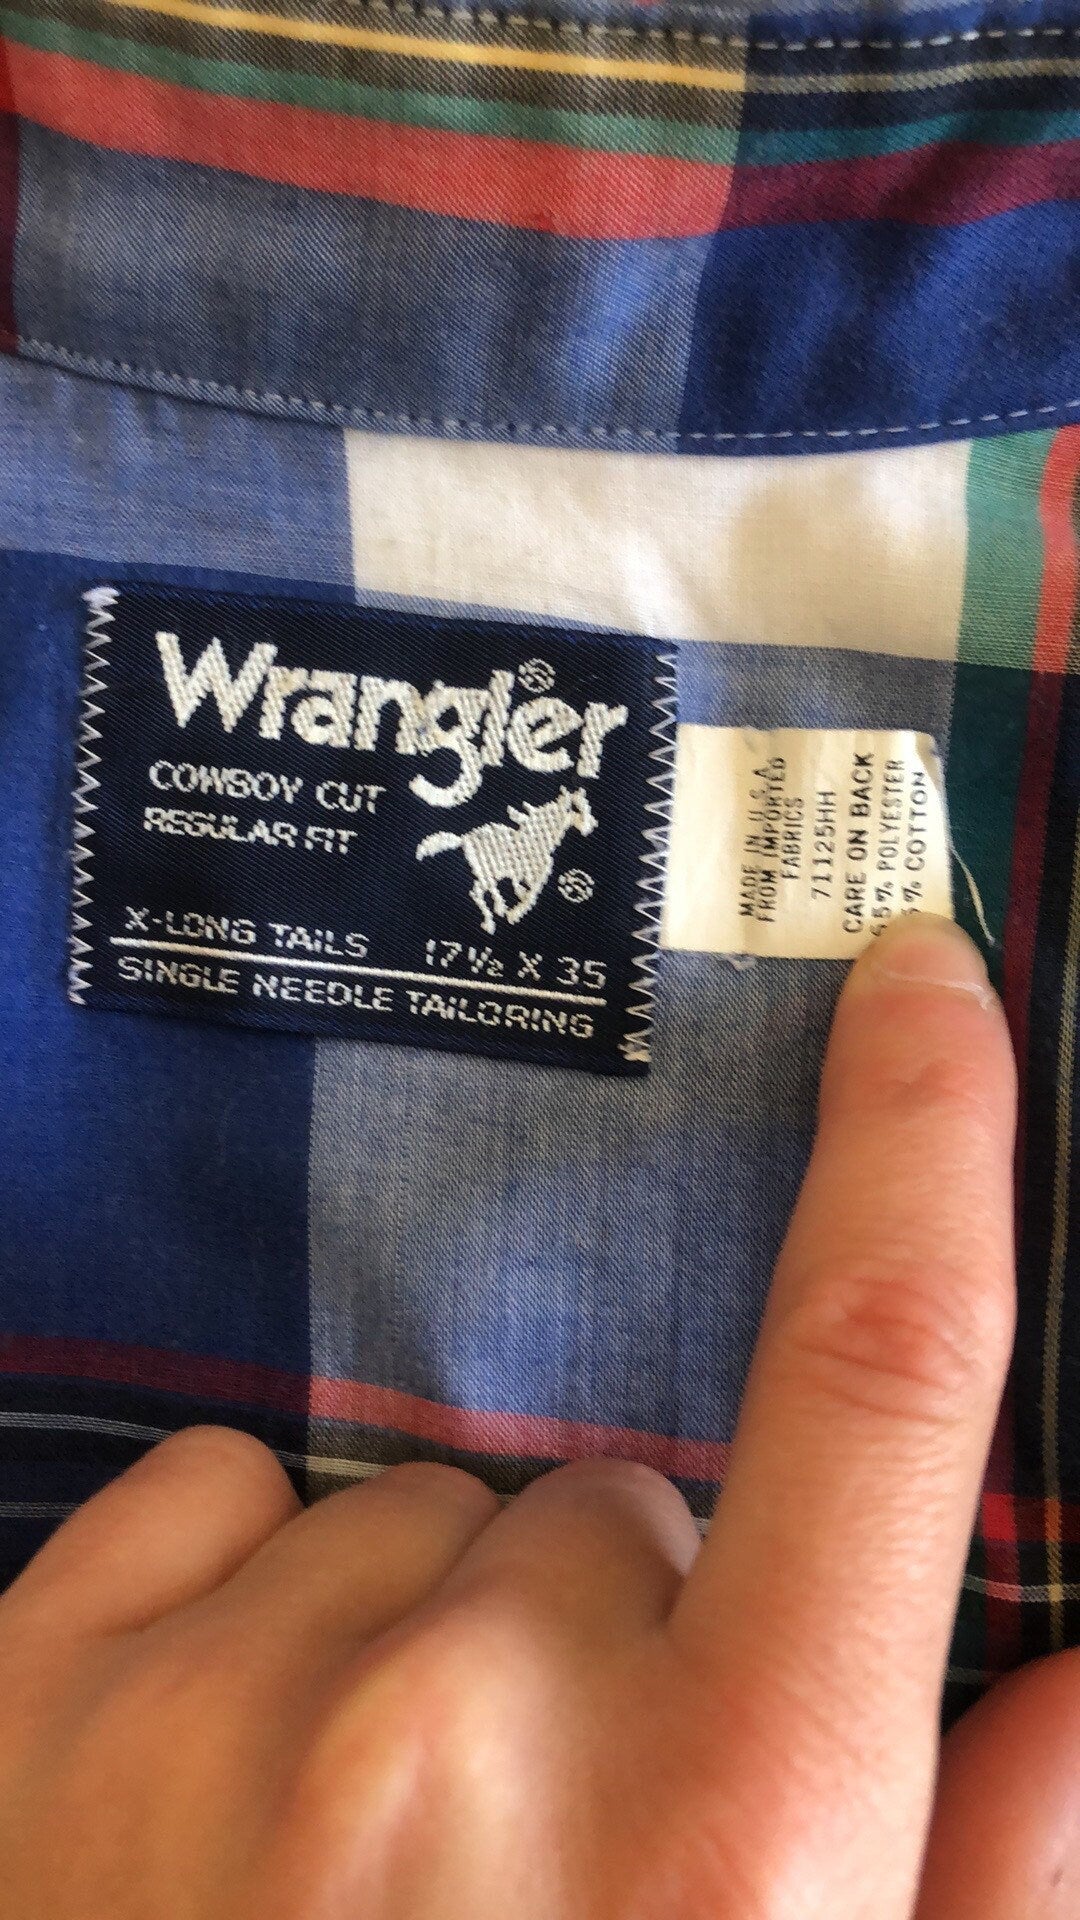 Wrangler®
COWBOY CUT
REGULAR FIT
®
X-LONG TAILS 17½ X 35
SINGLE NEEDLE TAILORING
MADE IN U.S.A.
FROM IMPORTED
FABRICS
71125HH
CARE ON BACK
% POLYESTER
% COTTON